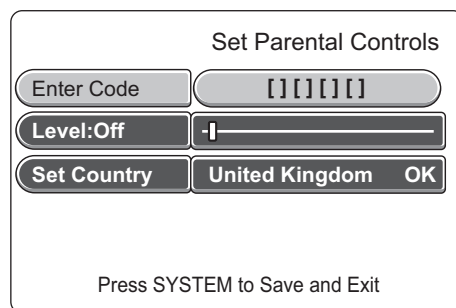 Set Parental Controls
Enter Code [ ] [ ] [ ] [ ]
Level:Off
Set Country United Kingdom OK
Press SYSTEM to Save and Exit